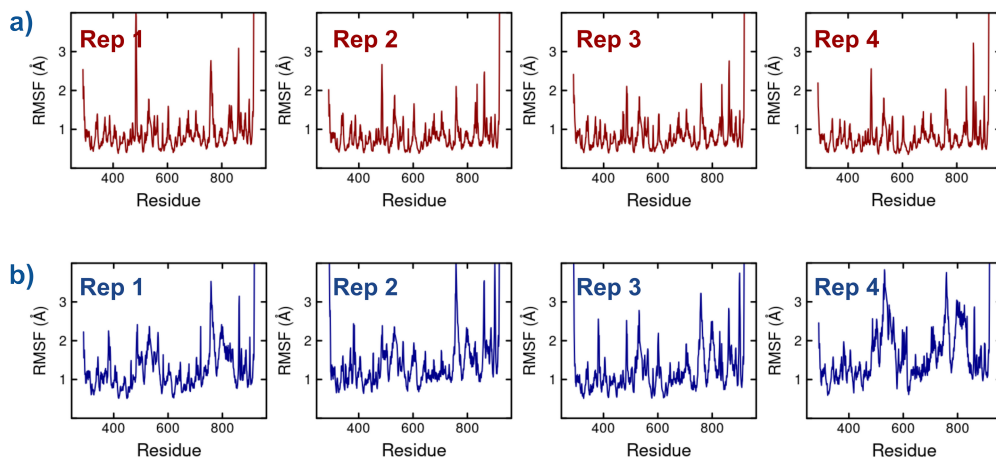 a)
Rep 1
Rep 2
Rep 3
Rep 4
RMSF (Å)
3
2
1
400 600 800
Residue
RMSF (Å)
3
2
1
400 600 800
Residue
RMSF (Å)
3
2
1
400 600 800
Residue
RMSF (Å)
3
2
1
400 600 800
Residue
b)
Rep 1
Rep 2
Rep 3
Rep 4
RMSF (Å)
3
2
1
400 600 800
Residue
RMSF (Å)
3
2
1
400 600 800
Residue
RMSF (Å)
3
2
1
400 600 800
Residue
RMSF (Å)
3
2
1
400 600 800
Residue